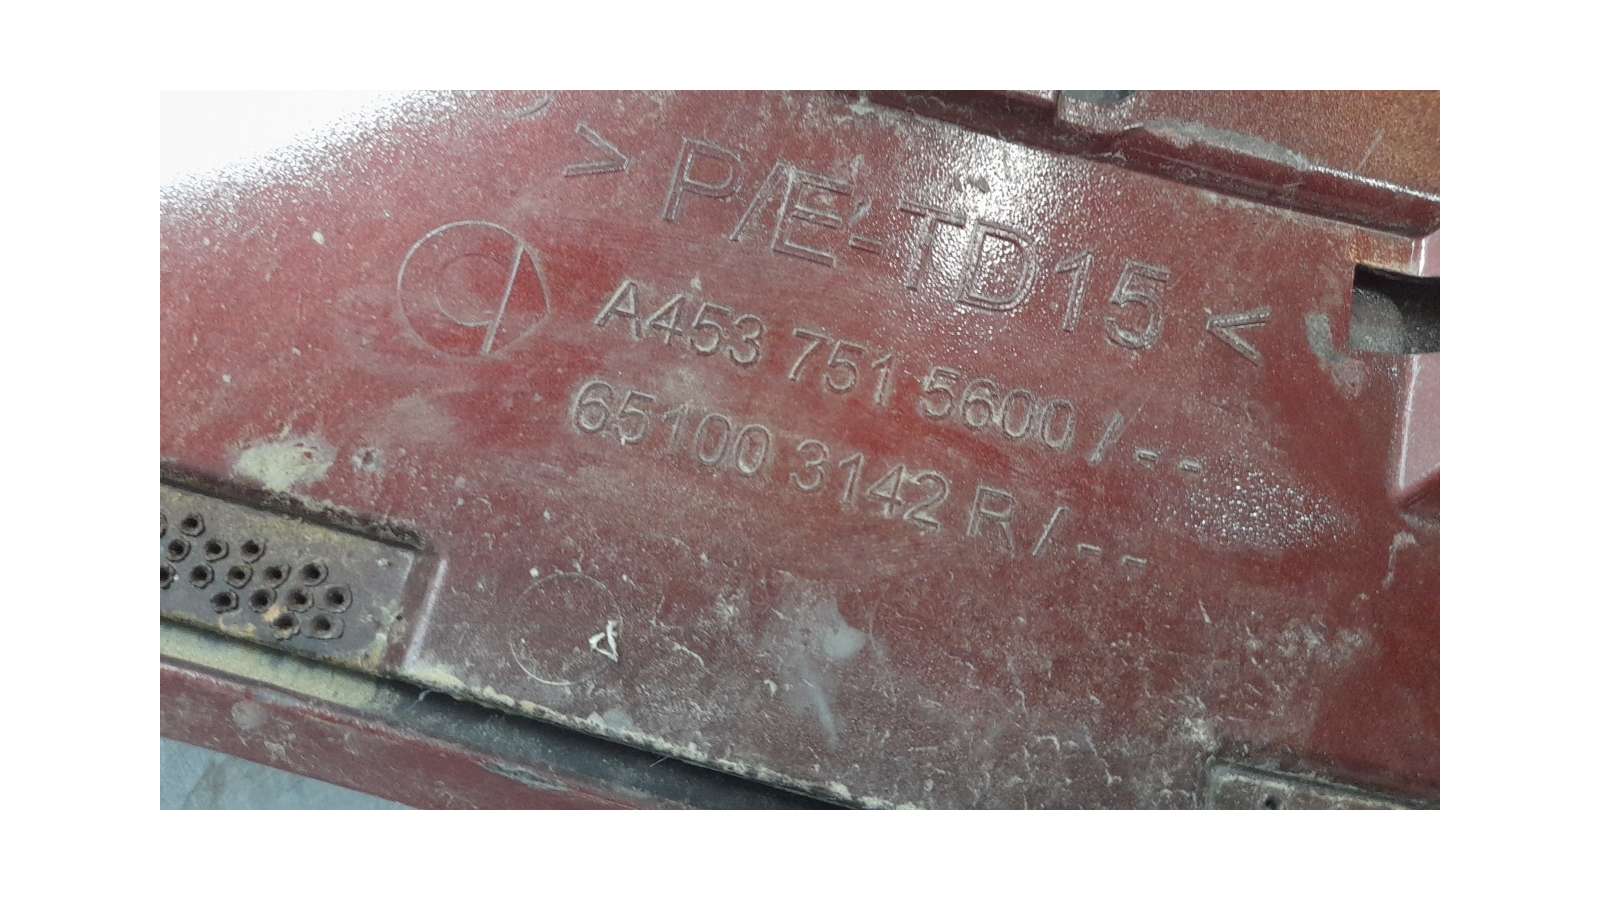 >P/E-TD15<
A453 751 5600/--
65100 3142 R/--